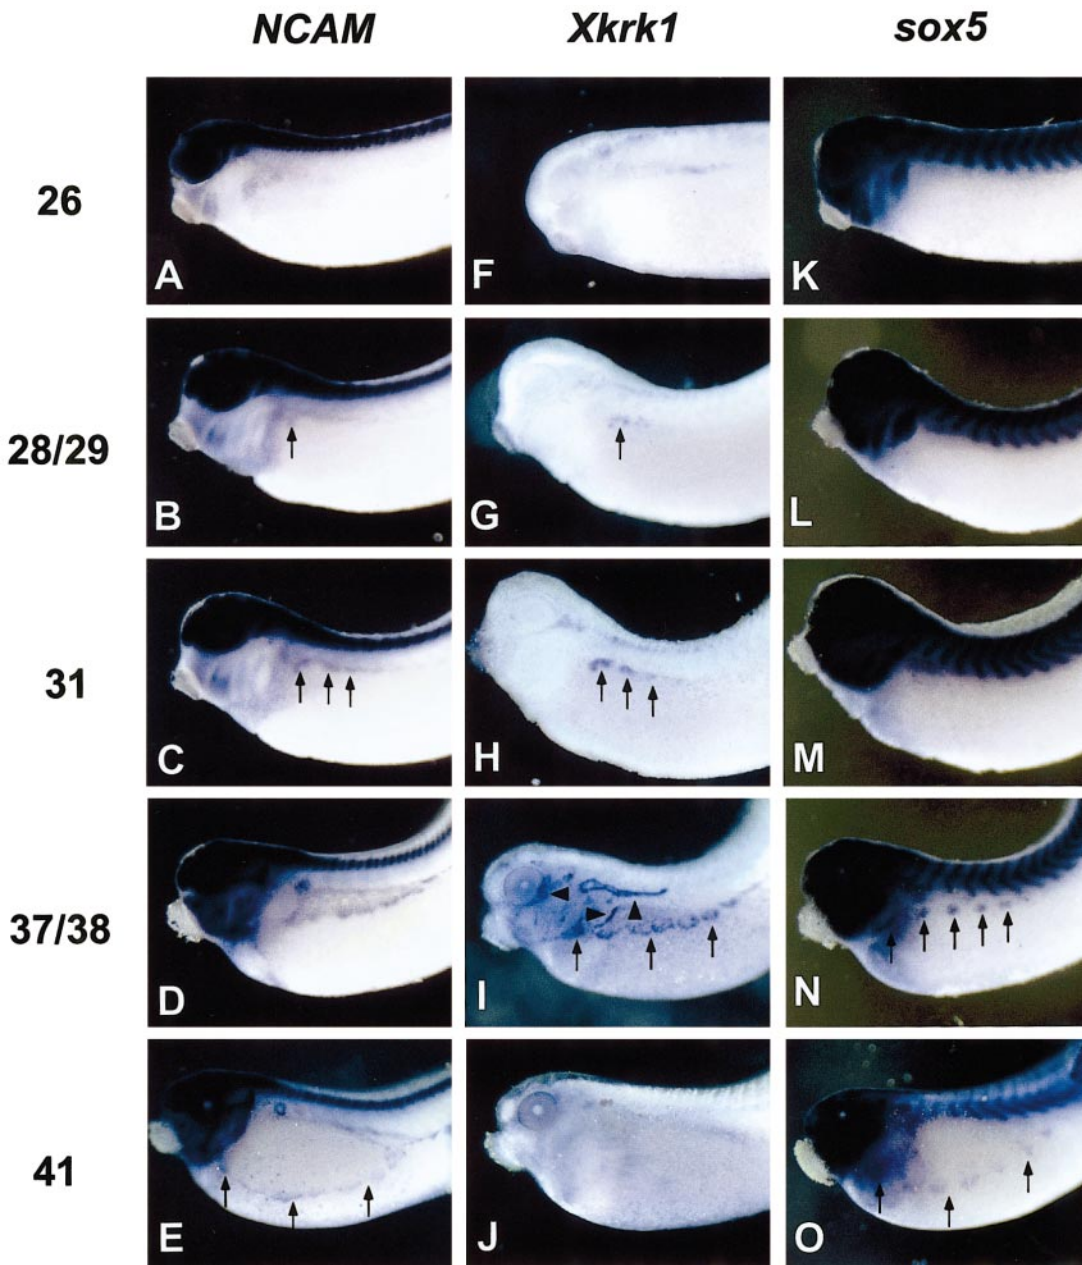 NCAM Xkrk1 sox5
26
A F K
28/29
B G L
31
C H M
37/38
D I N
41
E J O